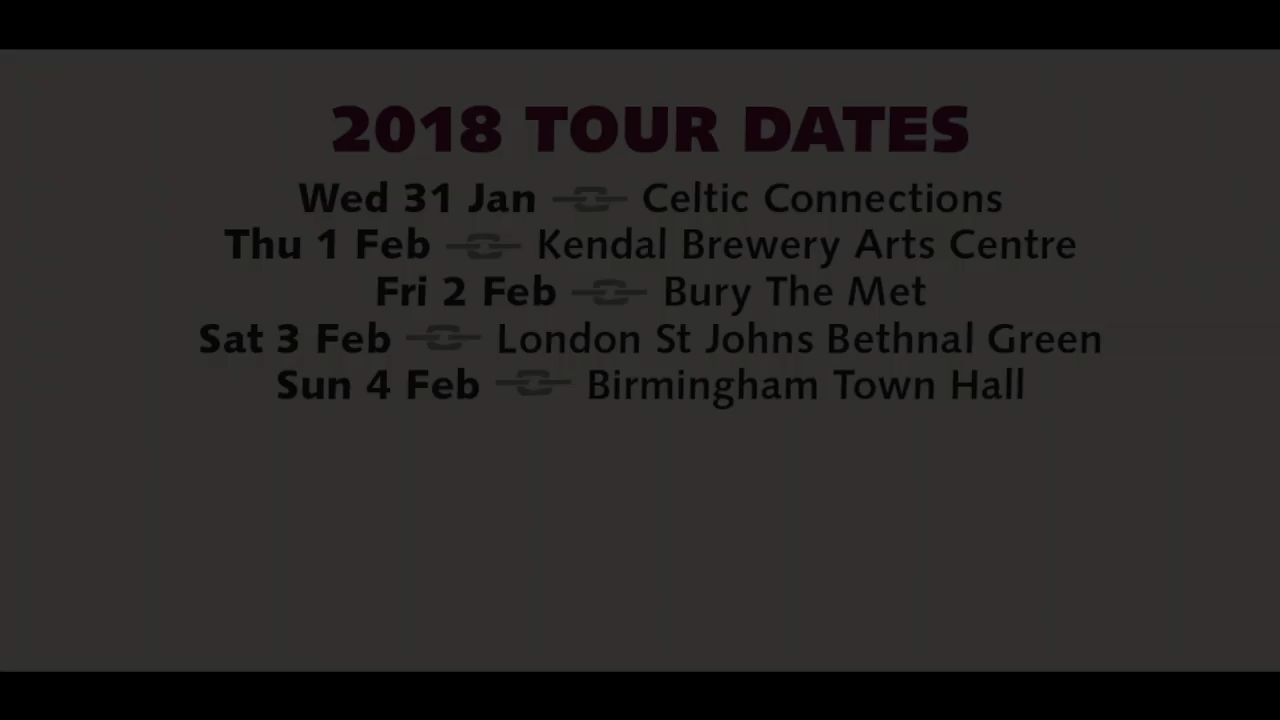 2018 TOUR DATES
Wed 31 Jan Celtic Connections
Thu 1 Feb Kendal Brewery Arts Centre
Fri 2 Feb Bury The Met
Sat 3 Feb London St Johns Bethnal Green
Sun 4 Feb Birmingham Town Hall